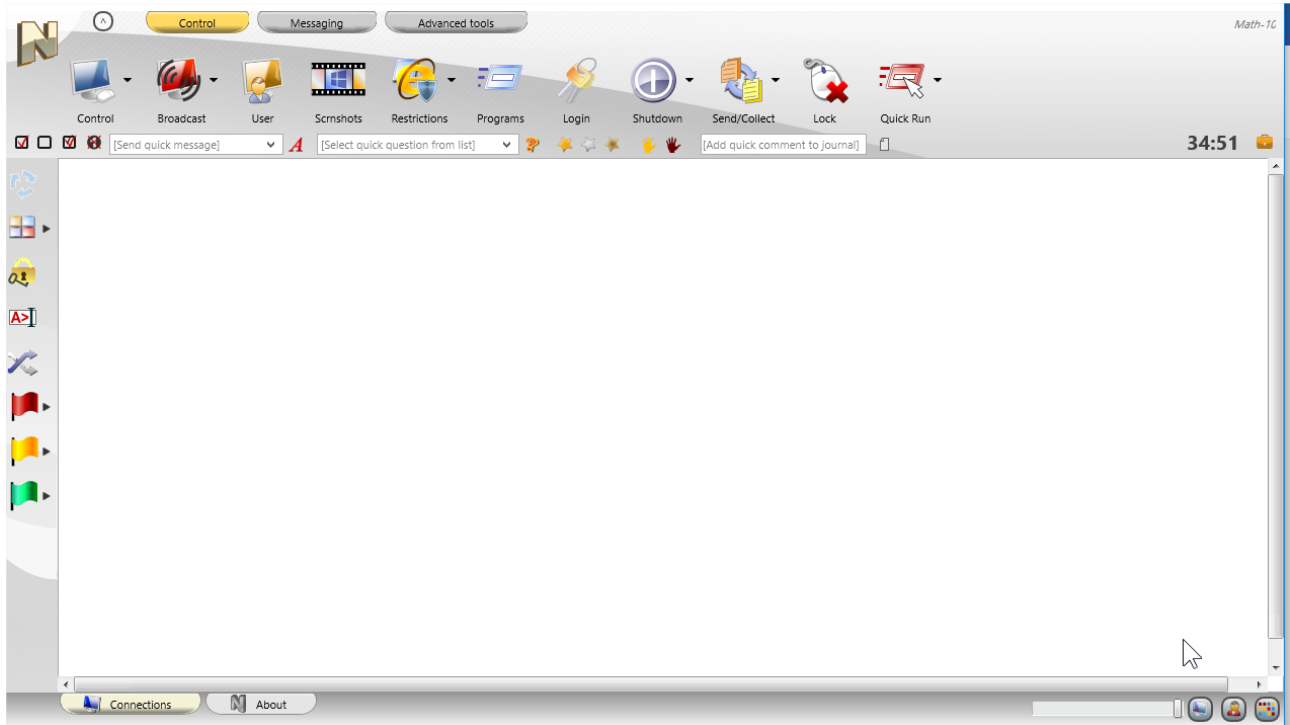 Control Messaging Advanced tools
Math-10
Control Broadcast User Scrnshots Restrictions Programs Login Shutdown Send/Collect Lock Quick Run
[Send quick message] A [Select quick question from list] [Add quick comment to journal] 34:51
A>
Connections N About